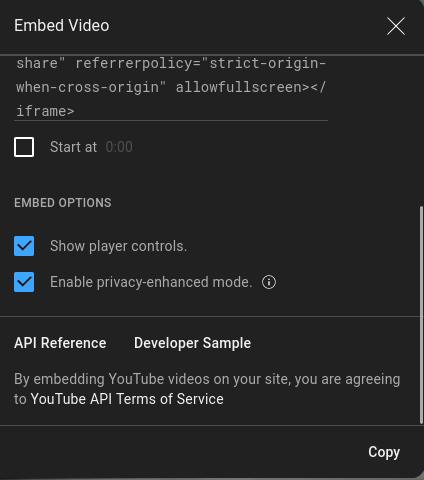 Embed Video
share" referrerpolicy="strict-origin-
when-cross-origin" allowfullscreen></
iframe>
Start at 0:00
EMBED OPTIONS
Show player controls.
Enable privacy-enhanced mode.
API Reference Developer Sample
By embedding YouTube videos on your site, you are agreeing
to YouTube API Terms of Service
Copy